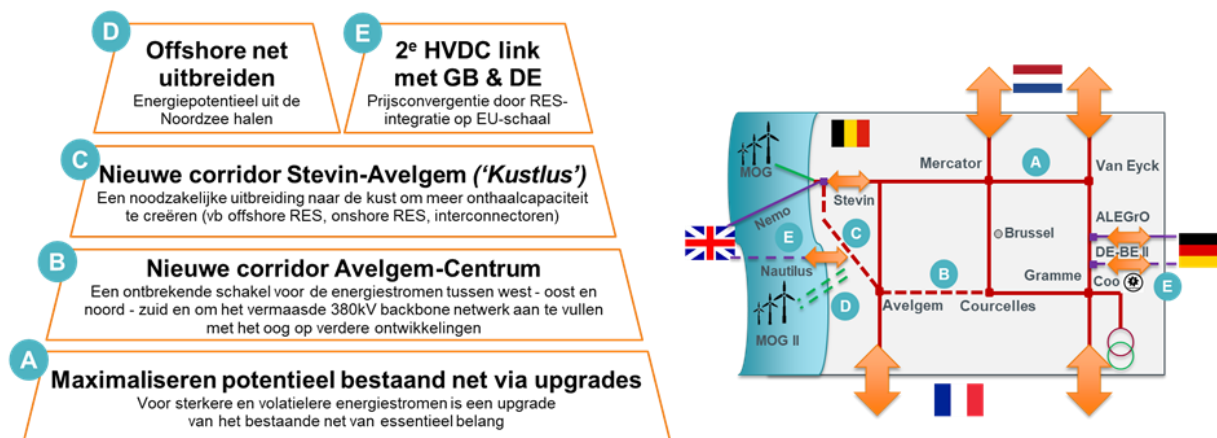 D
Offshore net
uitbreiden
Energiepotentieel uit de
Noordzee halen
E
2e HVDC link
met GB & DE
Prijsconvergentie door RES-
integratie op EU-schaal
C
Nieuwe corridor Stevin-Avelgem ('Kustlus')
Een noodzakelijke uitbreiding naar de kust om meer onthaalcapaciteit
te creëren (vb offshore RES, onshore RES, interconnectoren)
B
Nieuwe corridor Avelgem-Centrum
Een ontbrekende schakel voor de energiestromen tussen west - oost en
noord - zuid en om het vermaasde 380kV backbone netwerk aan te vullen
met het oog op verdere ontwikkelingen
A
Maximaliseren potentieel bestaand net via upgrades
Voor sterkere en volatielere energiestromen is een upgrade
van het bestaande net van essentieel belang
MOG
Mercator
A
Van Eyck
Stevin
Nemo
ALEGrO
C
Brussel
E
DE-BE II
Nautilus
B
Gramme
Coo
E
D
Avelgem
Courcelles
MOG II